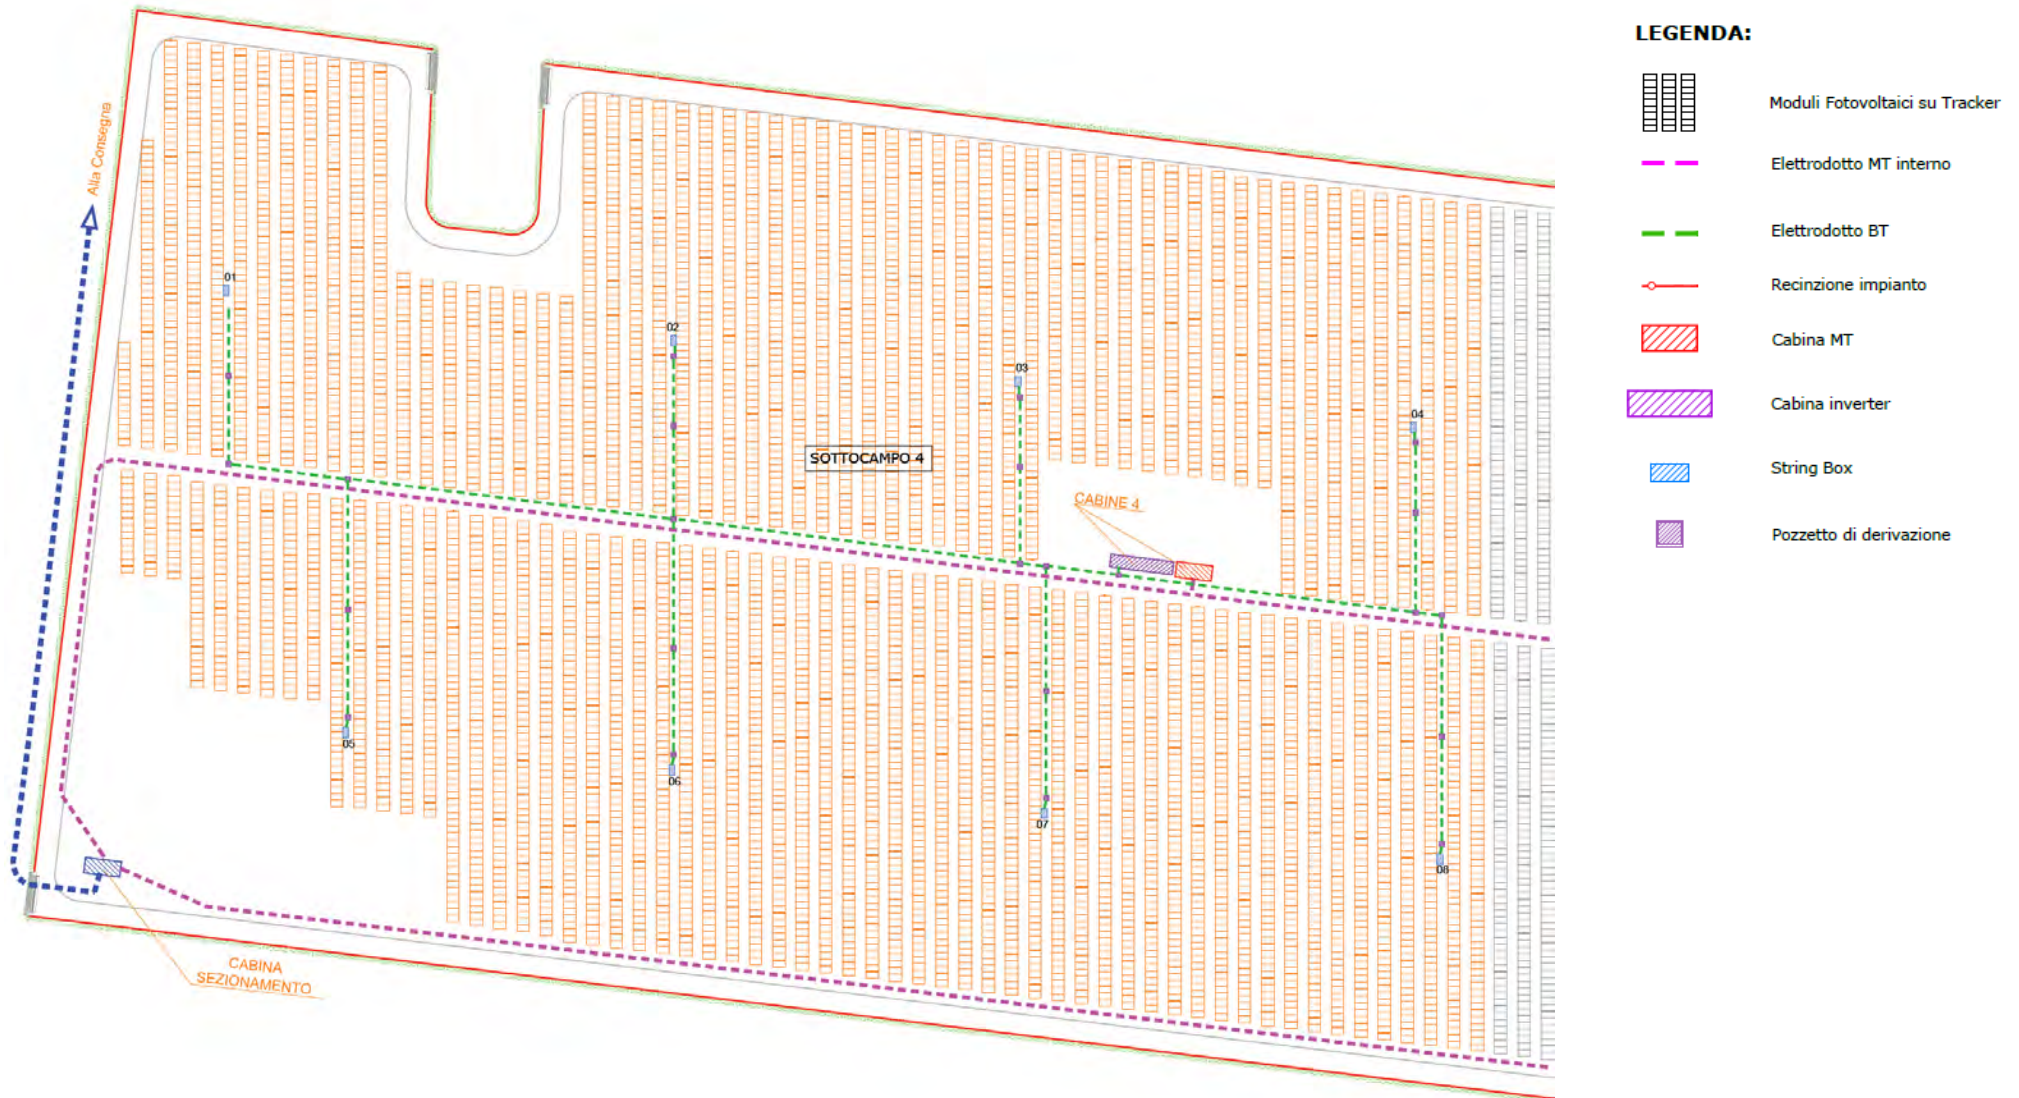 LEGENDA:
Moduli Fotovoltaici su Tracker
Elettrodotto MT interno
Elettrodotto BT
Recinzione impianto
Cabina MT
Cabina inverter
String Box
Pozzetto di derivazione
Alla Consegna
01
02
03
04
SOTTOCAMPO 4
CABINE 4
05
06
07
08
CABINA
SEZIONAMENTO